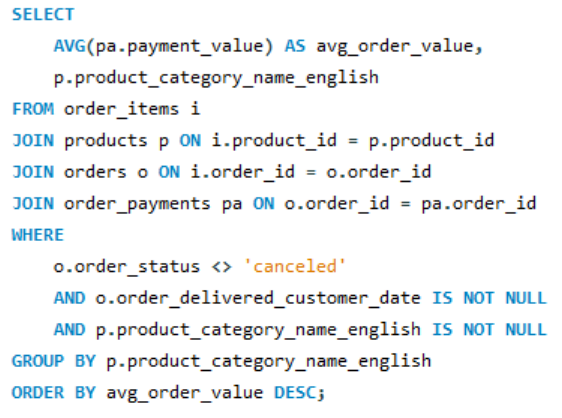 SELECT
    AVG(pa.payment_value) AS avg_order_value,
    p.product_category_name_english
FROM order_items i
JOIN products p ON i.product_id = p.product_id
JOIN orders o ON i.order_id = o.order_id
JOIN order_payments pa ON o.order_id = pa.order_id
WHERE
    o.order_status <> 'canceled'
    AND o.order_delivered_customer_date IS NOT NULL
    AND p.product_category_name_english IS NOT NULL
GROUP BY p.product_category_name_english
ORDER BY avg_order_value DESC;